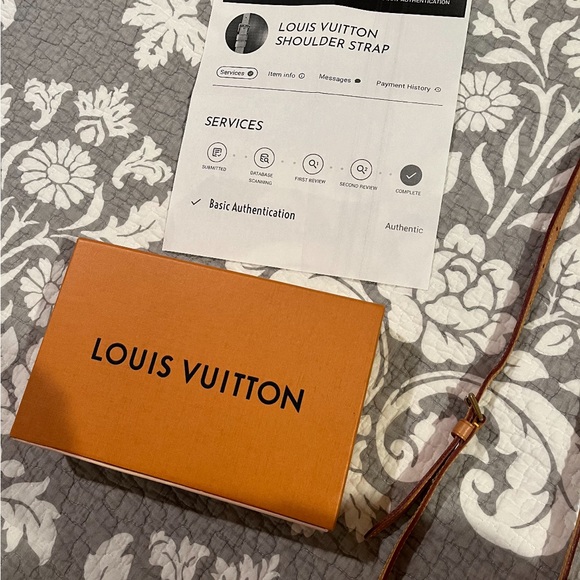 AUTHENTICATION
LOUIS VUITTON
SHOULDER STRAP
Services
Item info
Messages
Payment History
SERVICES
SUBMITTED
DATABASE
SCANNING
FIRST REVIEW
SECOND REVIEW
COMPLETE
Basic Authentication
Authentic
LOUIS VUITTON